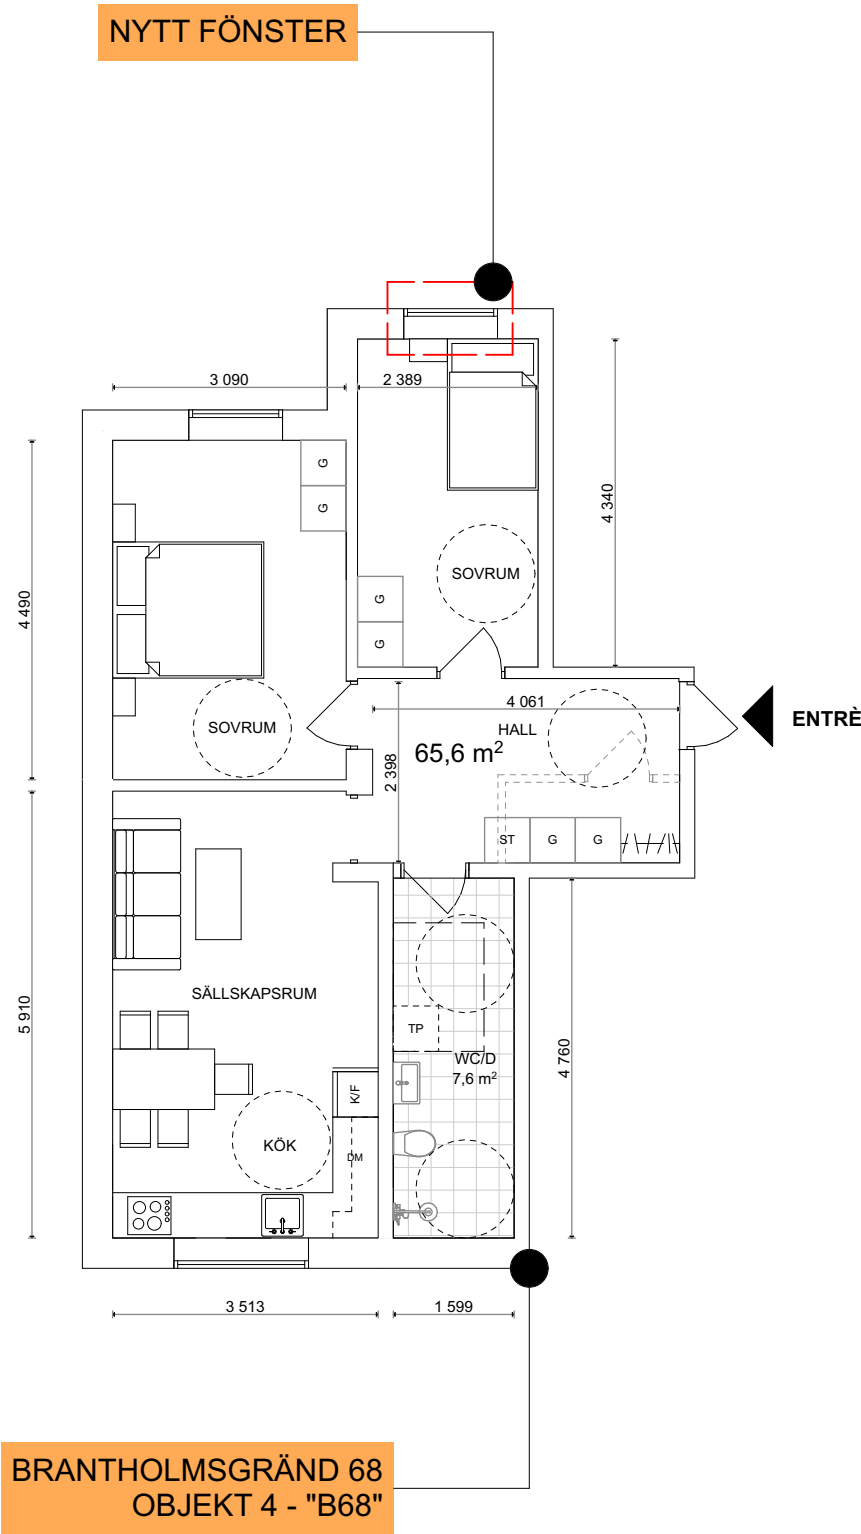 NYTT FÖNSTER
3 090
2 389
G
G
4 340
SOVRUM
4 490
G
G
SOVRUM
4 061
HALL
65,6 m²
ENTRÈ
2 398
ST
G
G
SÄLLSKAPSRUM
5 910
TP
WC/D
7,6 m²
4 760
K/F
KÖK
DM
3 513
1 599
BRANTHOLMSGRÄND 68
OBJEKT 4 - "B68"